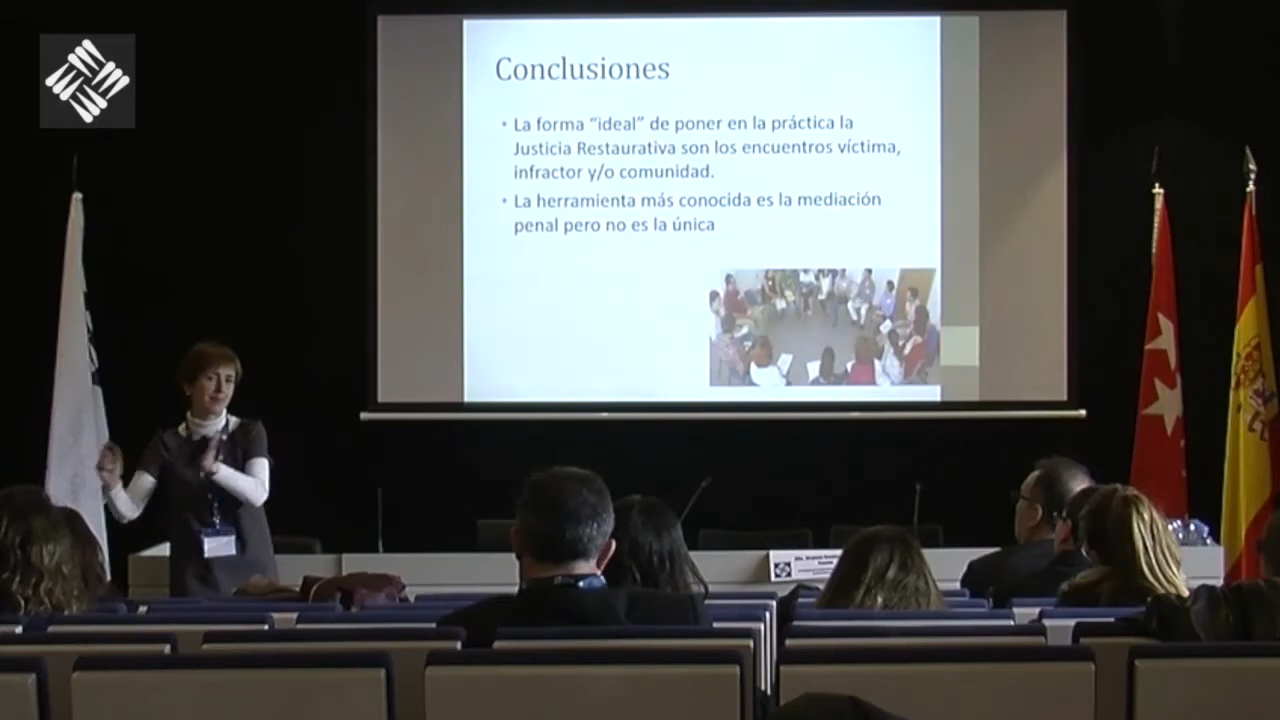 Conclusiones
• La forma “ideal” de poner en la práctica la
Justicia Restaurativa son los encuentros víctima,
infractor y/o comunidad.
• La herramienta más conocida es la mediación
penal pero no es la única